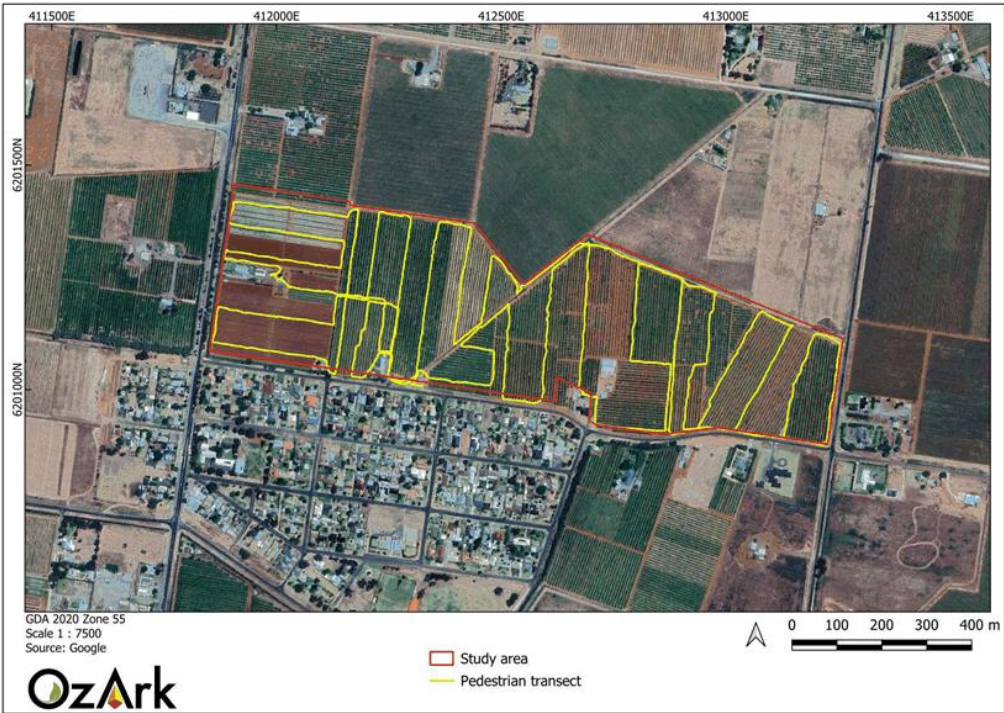 411500E 412000E 412500E 413000E 413500E
6201500N
6201000N
GDA 2020 Zone 55
Scale 1 : 7500
Source: Google
0 100 200 300 400 m
Study area
Pedestrian transect
OzArk